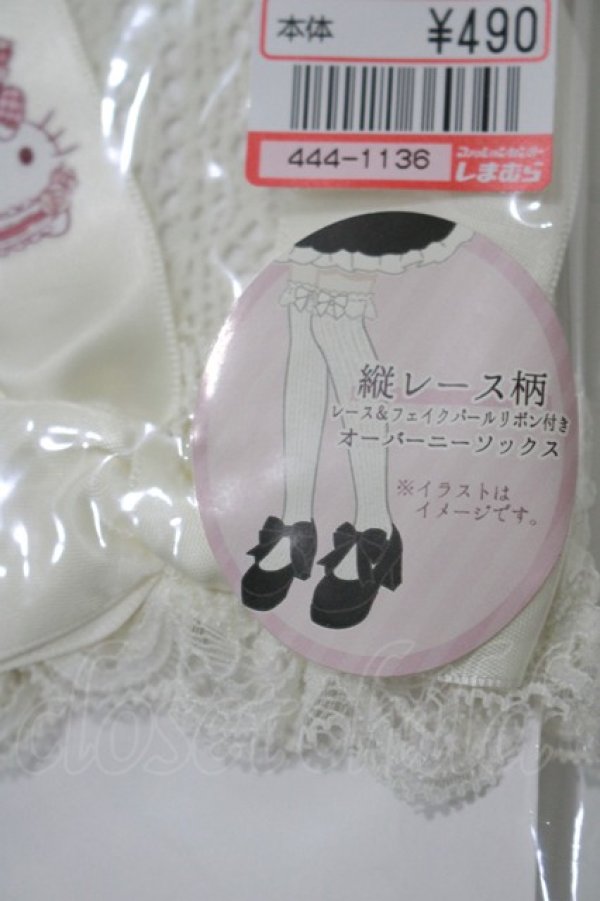 本体 ¥490
444-1136 ファッションセンター
しまむら
縦レース柄
レース&フェイクパールリボン付き
オーバーニーソックス
※イラストは
イメージです。
closet child